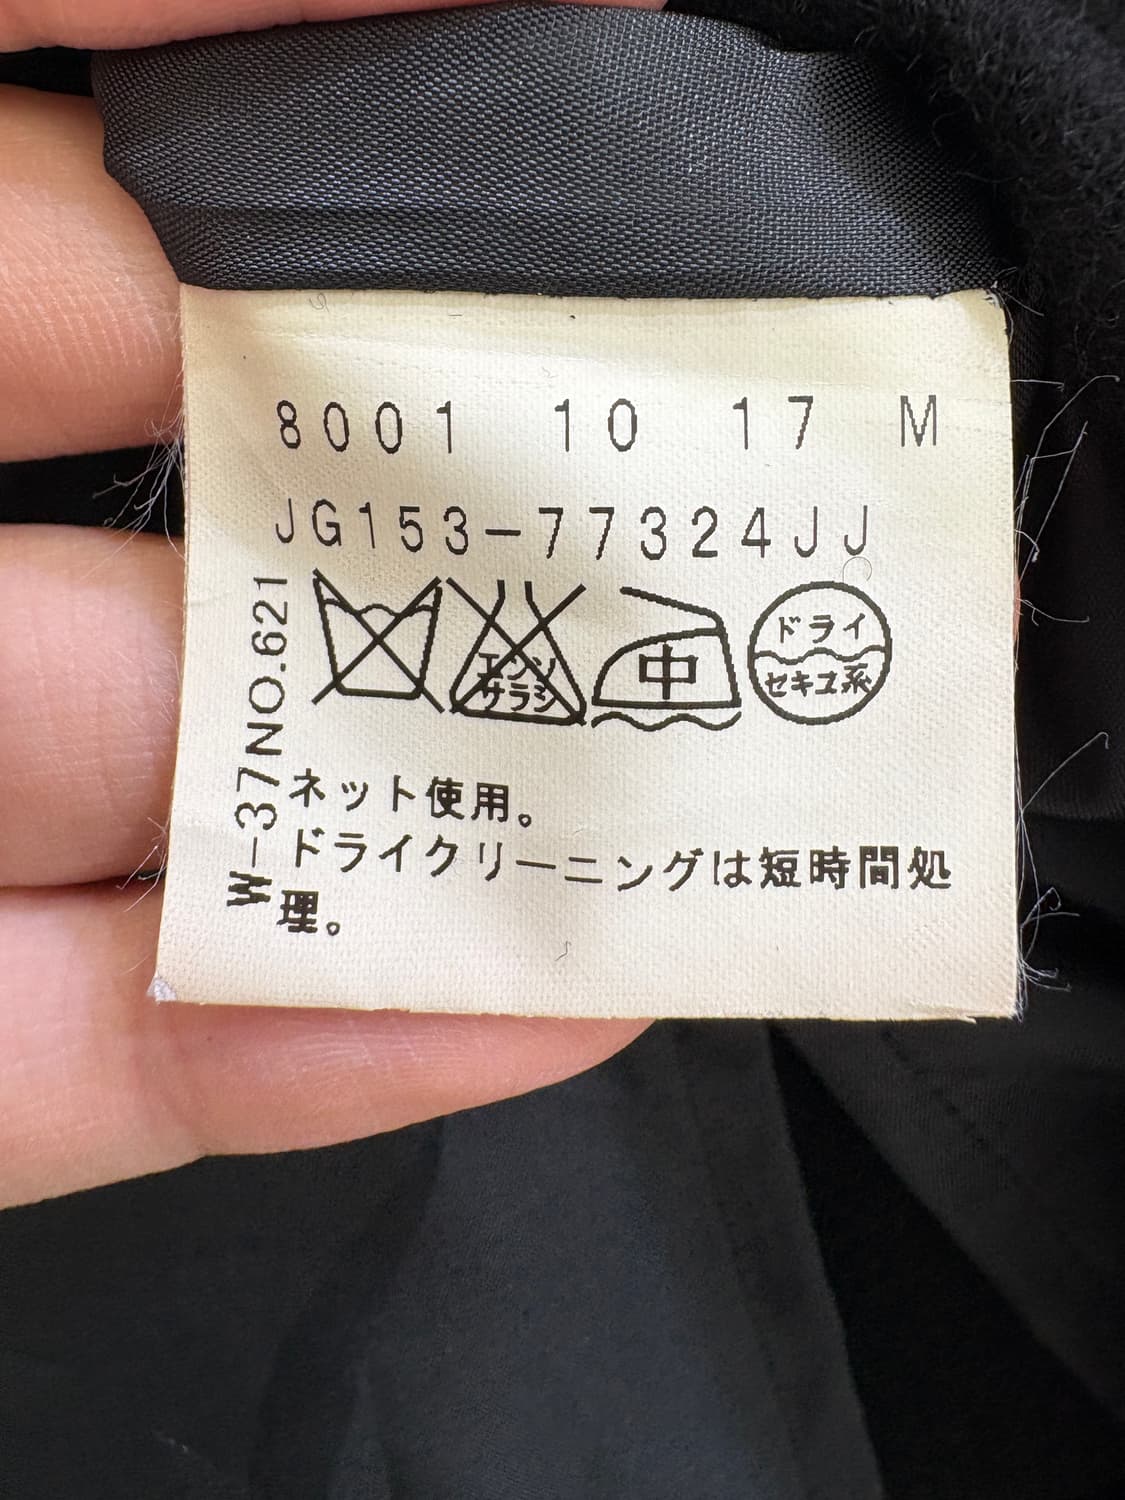 8001 10 17 M
JG153-77324JJ
エンソ
サラシ
中
ドライ
セキユ系
W-37NO.621
ネット使用。
ドライクリーニングは短時間処
理。